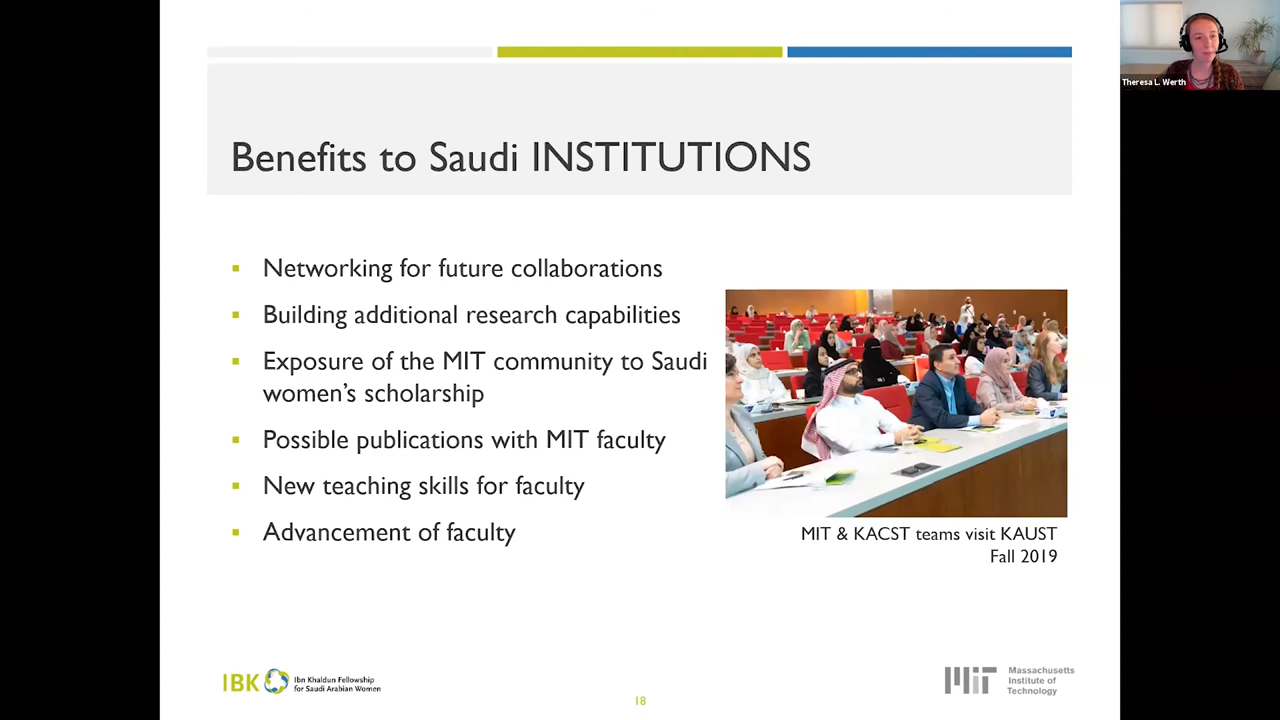 Theresa L. Werth
Benefits to Saudi INSTITUTIONS
▪ Networking for future collaborations
▪ Building additional research capabilities
▪ Exposure of the MIT community to Saudi
women's scholarship
▪ Possible publications with MIT faculty
▪ New teaching skills for faculty
▪ Advancement of faculty
MIT & KACST teams visit KAUST
Fall 2019
IBK
Ibn Khaldun Fellowship
for Saudi Arabian Women
18
MIT
Massachusetts
Institute of
Technology